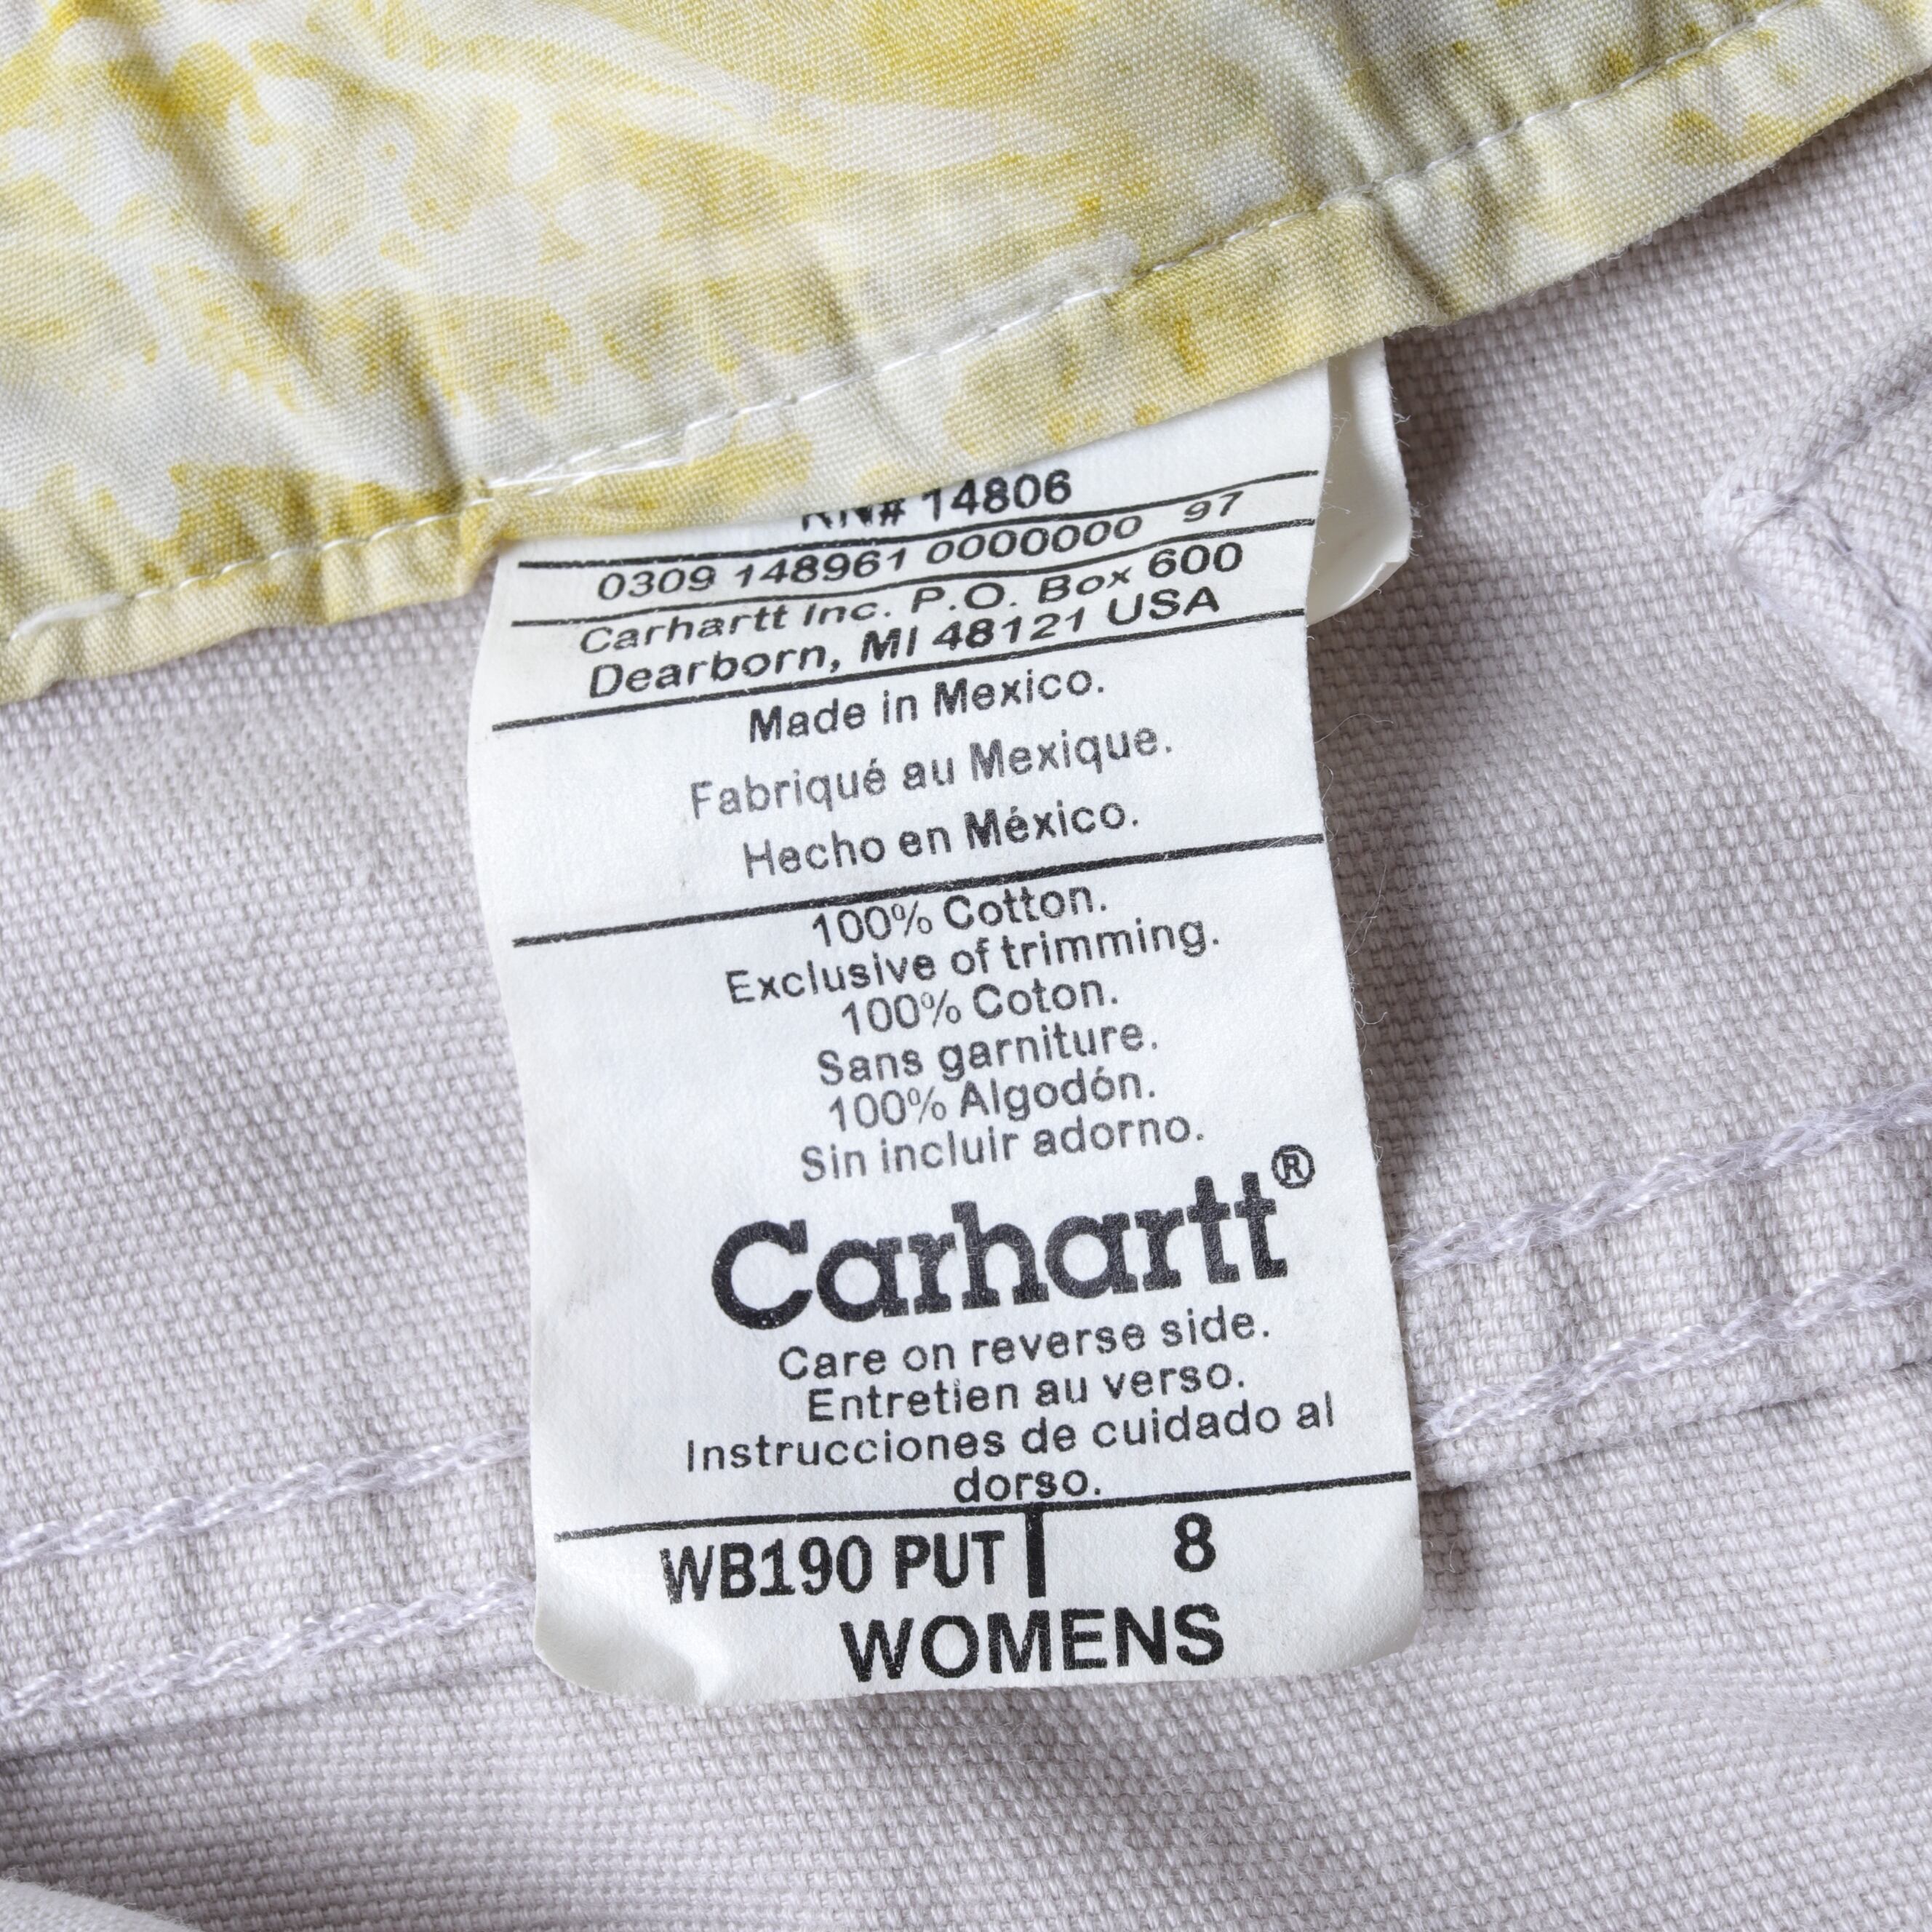 RN# 14806
0309 148961 0000000 97
Carhartt Inc. P.O. Box 600
Dearborn, MI 48121 USA
Made in Mexico.
Fabriqué au Mexique.
Hecho en México.
100% Cotton.
Exclusive of trimming.
100% Coton.
Sans garniture.
100% Algodón.
Sin incluir adorno.
Carhartt®
Care on reverse side.
Entretien au verso.
Instrucciones de cuidado al
dorso.
WB190 PUT 8
WOMENS